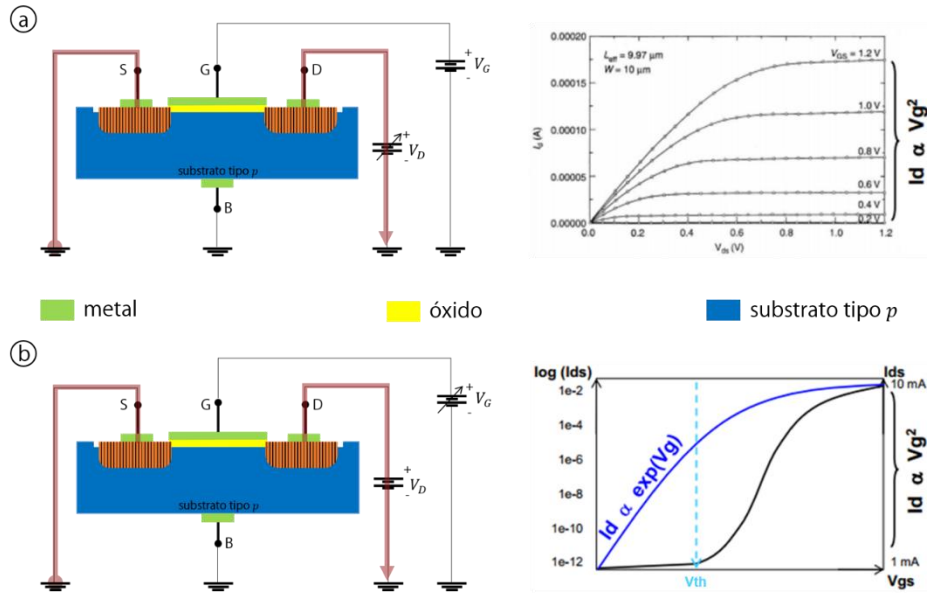 a
S
G
D
+
V_G
-
+
V_D
-
substrato tipo p
B
L_eff = 9.97 μm
W = 10 μm
V_GS = 1.2 V
1.0 V
0.8 V
0.6 V
0.4 V
0.2 V
0.00020
0.00015
0.00010
0.00005
0.00000
I_d (A)
0.0 0.2 0.4 0.6 0.8 1.0 1.2
V_ds (V)
Id α Vg²
metal
óxido
substrato tipo p
b
S
G
D
+
V_G
-
+
V_D
-
substrato tipo p
B
log (Ids)
1e-2
1e-4
1e-6
1e-8
1e-10
1e-12
Id α exp(Vg)
Vth
Ids
10 mA
Id α Vg²
1 mA
Vgs